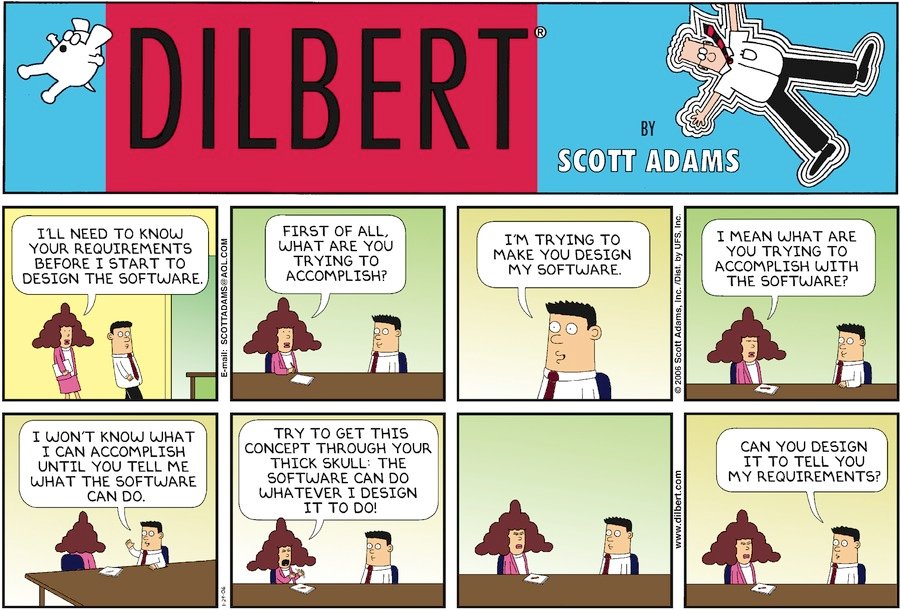 DILBERT®
BY
SCOTT ADAMS
I'LL NEED TO KNOW
YOUR REQUIREMENTS
BEFORE I START TO
DESIGN THE SOFTWARE.
E-mail: SCOTTADAMS@AOL.COM
FIRST OF ALL,
WHAT ARE YOU
TRYING TO
ACCOMPLISH?
I'M TRYING TO
MAKE YOU DESIGN
MY SOFTWARE.
© 2006 Scott Adams, Inc. /Dist. by UFS, Inc.
I MEAN WHAT ARE
YOU TRYING TO
ACCOMPLISH WITH
THE SOFTWARE?
I WON'T KNOW WHAT
I CAN ACCOMPLISH
UNTIL YOU TELL ME
WHAT THE SOFTWARE
CAN DO.
1-29-06
TRY TO GET THIS
CONCEPT THROUGH YOUR
THICK SKULL: THE
SOFTWARE CAN DO
WHATEVER I DESIGN
IT TO DO!
www.dilbert.com
CAN YOU DESIGN
IT TO TELL YOU
MY REQUIREMENTS?